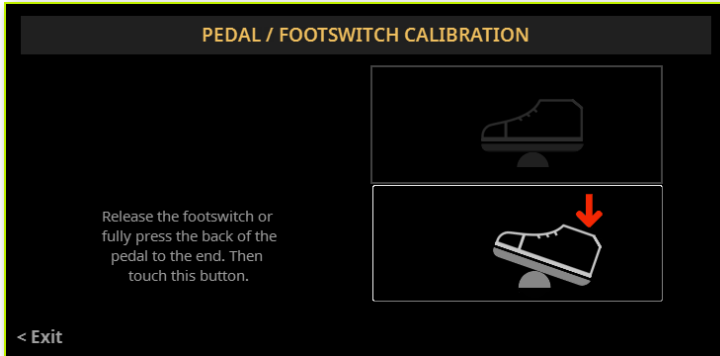 PEDAL / FOOTSWITCH CALIBRATION
Release the footswitch or
fully press the back of the
pedal to the end. Then
touch this button.
< Exit